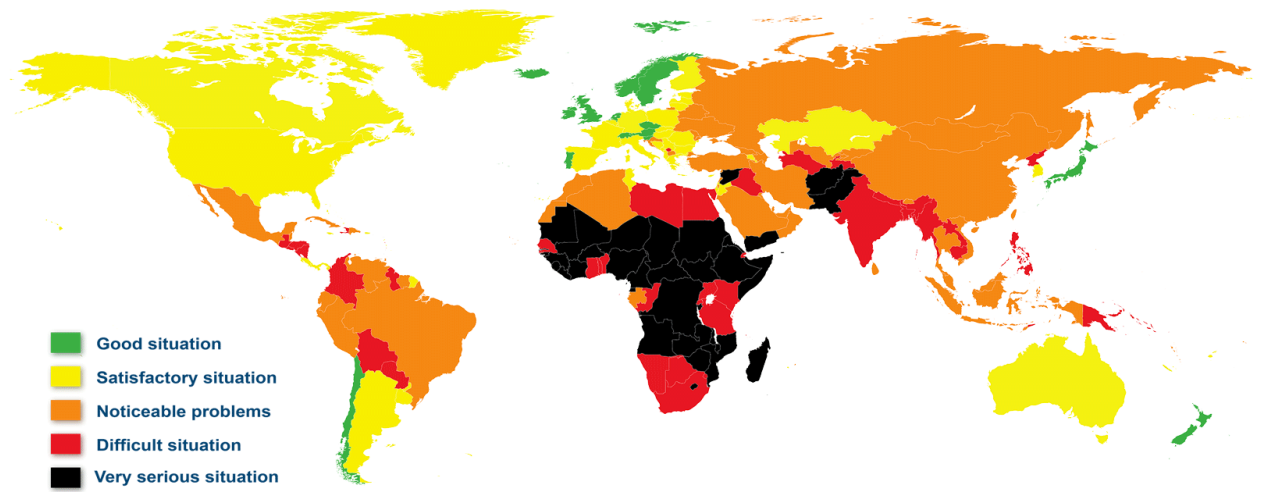 Good situation
Satisfactory situation
Noticeable problems
Difficult situation
Very serious situation